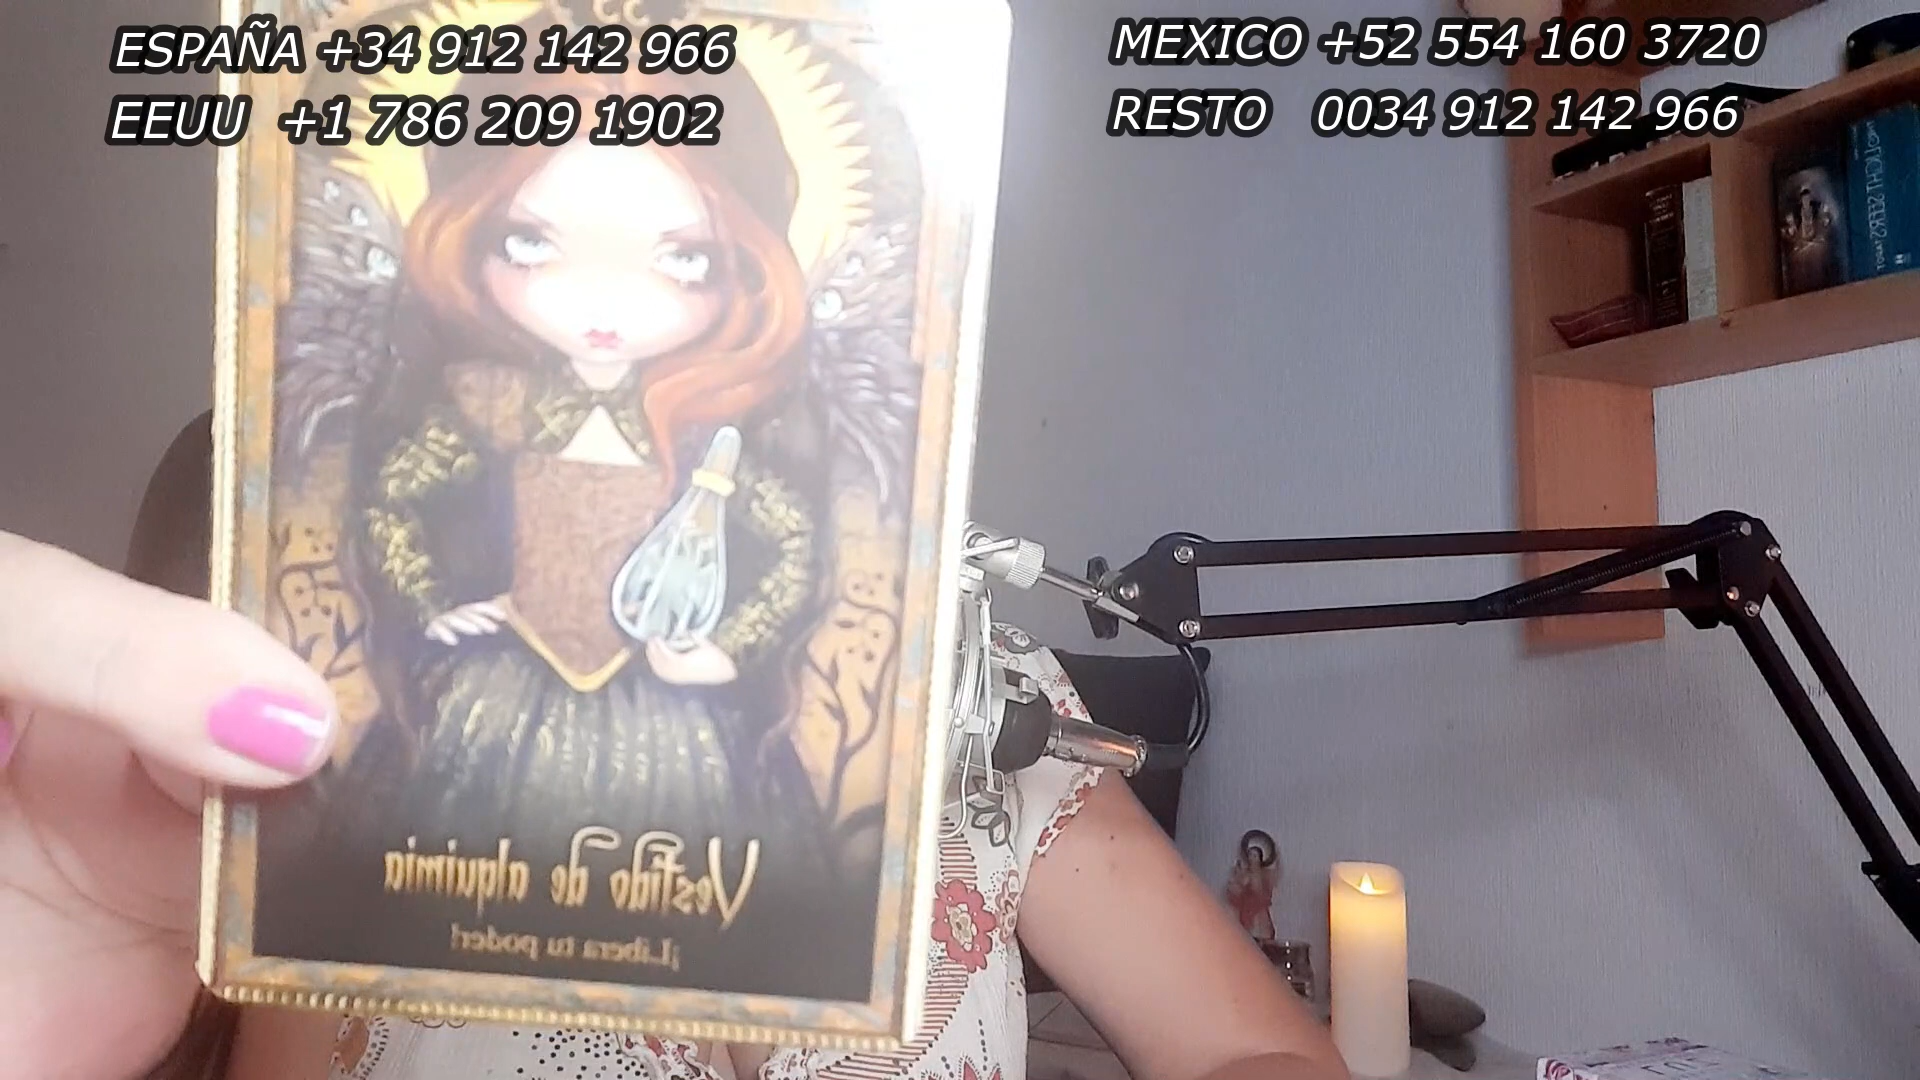 ESPAÑA +34 912 142 966
EEUU +1 786 209 1902
MEXICO +52 554 160 3720
RESTO 0034 912 142 966
Vestido de alquimia
¡Libera tu poder!
TAROT